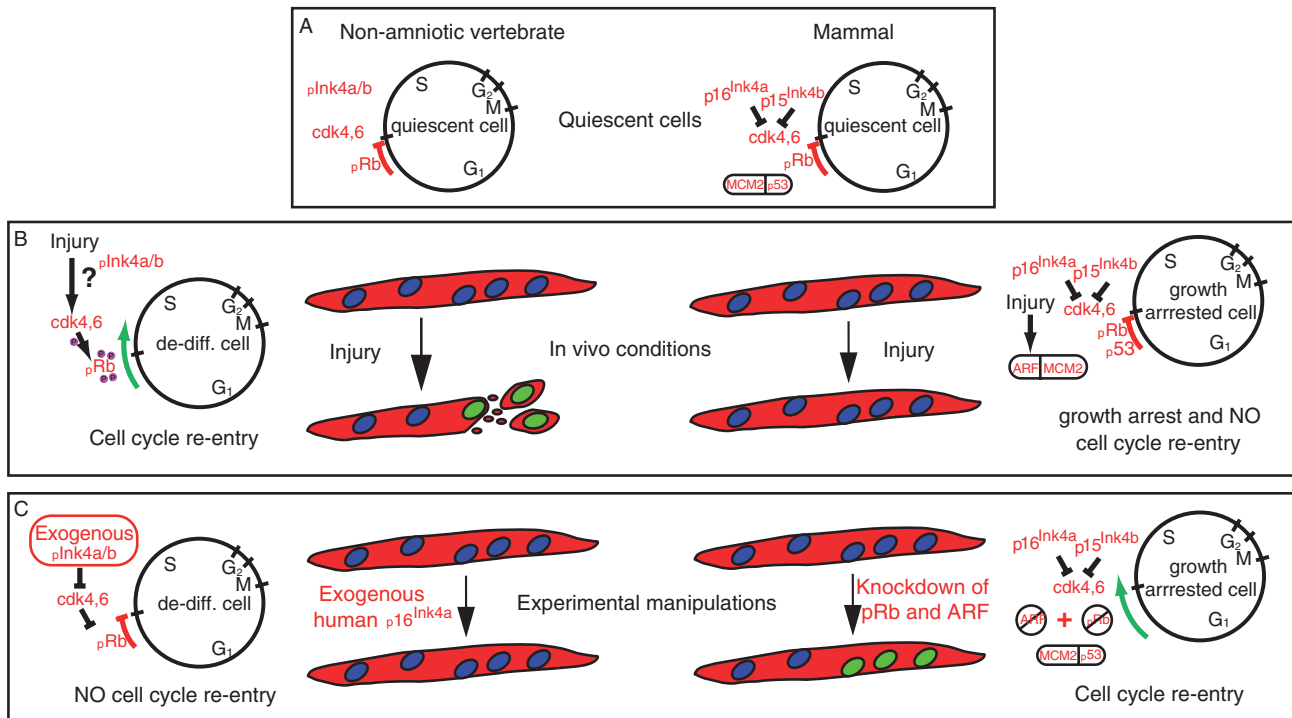 A
Non-amniotic vertebrate
Mammal
pInk4a/b
cdk4,6
pRb
S
G2
M
G1
quiescent cell
Quiescent cells
p16Ink4a
p15Ink4b
cdk4,6
pRb
MCM2 p53
S
G2
M
G1
quiescent cell
B
Injury
?
pInk4a/b
cdk4,6
p
p
pRb
p
p
p
S
G2
M
G1
de-diff. cell
Cell cycle re-entry
Injury
In vivo conditions
Injury
p16Ink4a
p15Ink4b
Injury
cdk4,6
pRb
p53
ARF MCM2
S
G2
M
G1
growth
arrrested cell
growth arrest and NO
cell cycle re-entry
C
Exogenous
pInk4a/b
cdk4,6
pRb
S
G2
M
G1
de-diff. cell
NO cell cycle re-entry
Exogenous
human p16Ink4a
Experimental manipulations
Knockdown of
pRb and ARF
p16Ink4a
p15Ink4b
cdk4,6
ARF + pRb
MCM2 p53
S
G2
M
G1
growth
arrrested cell
Cell cycle re-entry